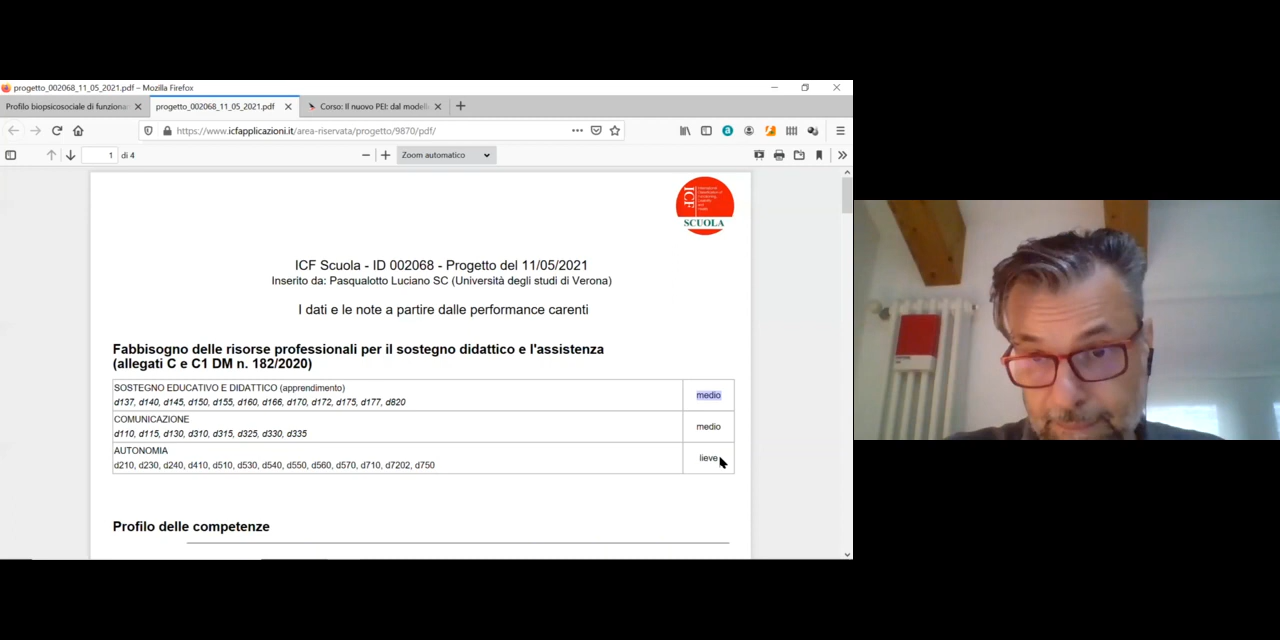 progetto_002068_11_05_2021.pdf – Mozilla Firefox
Profilo biopsicosociale di funziona
progetto_002068_11_05_2021.pdf
Corso: Il nuovo PEI: dal modell
https://www.icfapplicazioni.it/area-riservata/progetto/9870/pdf/
1 di 4
Zoom automatico
ICF
SCUOLA
ICF Scuola - ID 002068 - Progetto del 11/05/2021
Inserito da: Pasqualotto Luciano SC (Università degli studi di Verona)
I dati e le note a partire dalle performance carenti
Fabbisogno delle risorse professionali per il sostegno didattico e l'assistenza
(allegati C e C1 DM n. 182/2020)
SOSTEGNO EDUCATIVO E DIDATTICO (apprendimento)
d137, d140, d145, d150, d155, d160, d166, d170, d172, d175, d177, d820
medio
COMUNICAZIONE
d110, d115, d130, d310, d315, d325, d330, d335
medio
AUTONOMIA
d210, d230, d240, d410, d510, d530, d540, d550, d560, d570, d710, d7202, d750
lieve
Profilo delle competenze